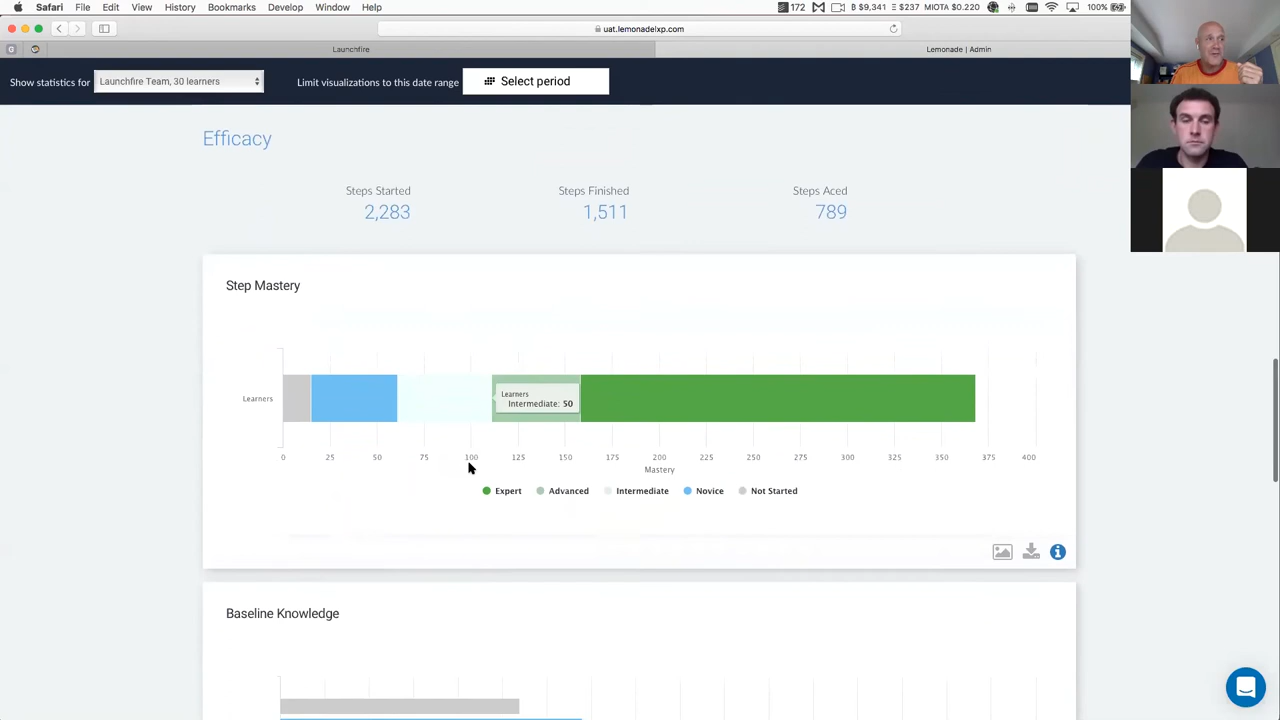 Safari File Edit View History Bookmarks Develop Window Help 172 B $9,341 Ξ $237 MIOTA $0.220 100%
uat.lemonadelxp.com
Launchfire Lemonade | Admin
Show statistics for Launchfire Team, 30 learners Limit visualizations to this date range Select period
Efficacy
Steps Started Steps Finished Steps Aced
2,283 1,511 789
Step Mastery
Learners
Learners
Intermediate: 50
0 25 50 75 100 125 150 175 200 225 250 275 300 325 350 375 400
Mastery
Expert Advanced Intermediate Novice Not Started
Baseline Knowledge